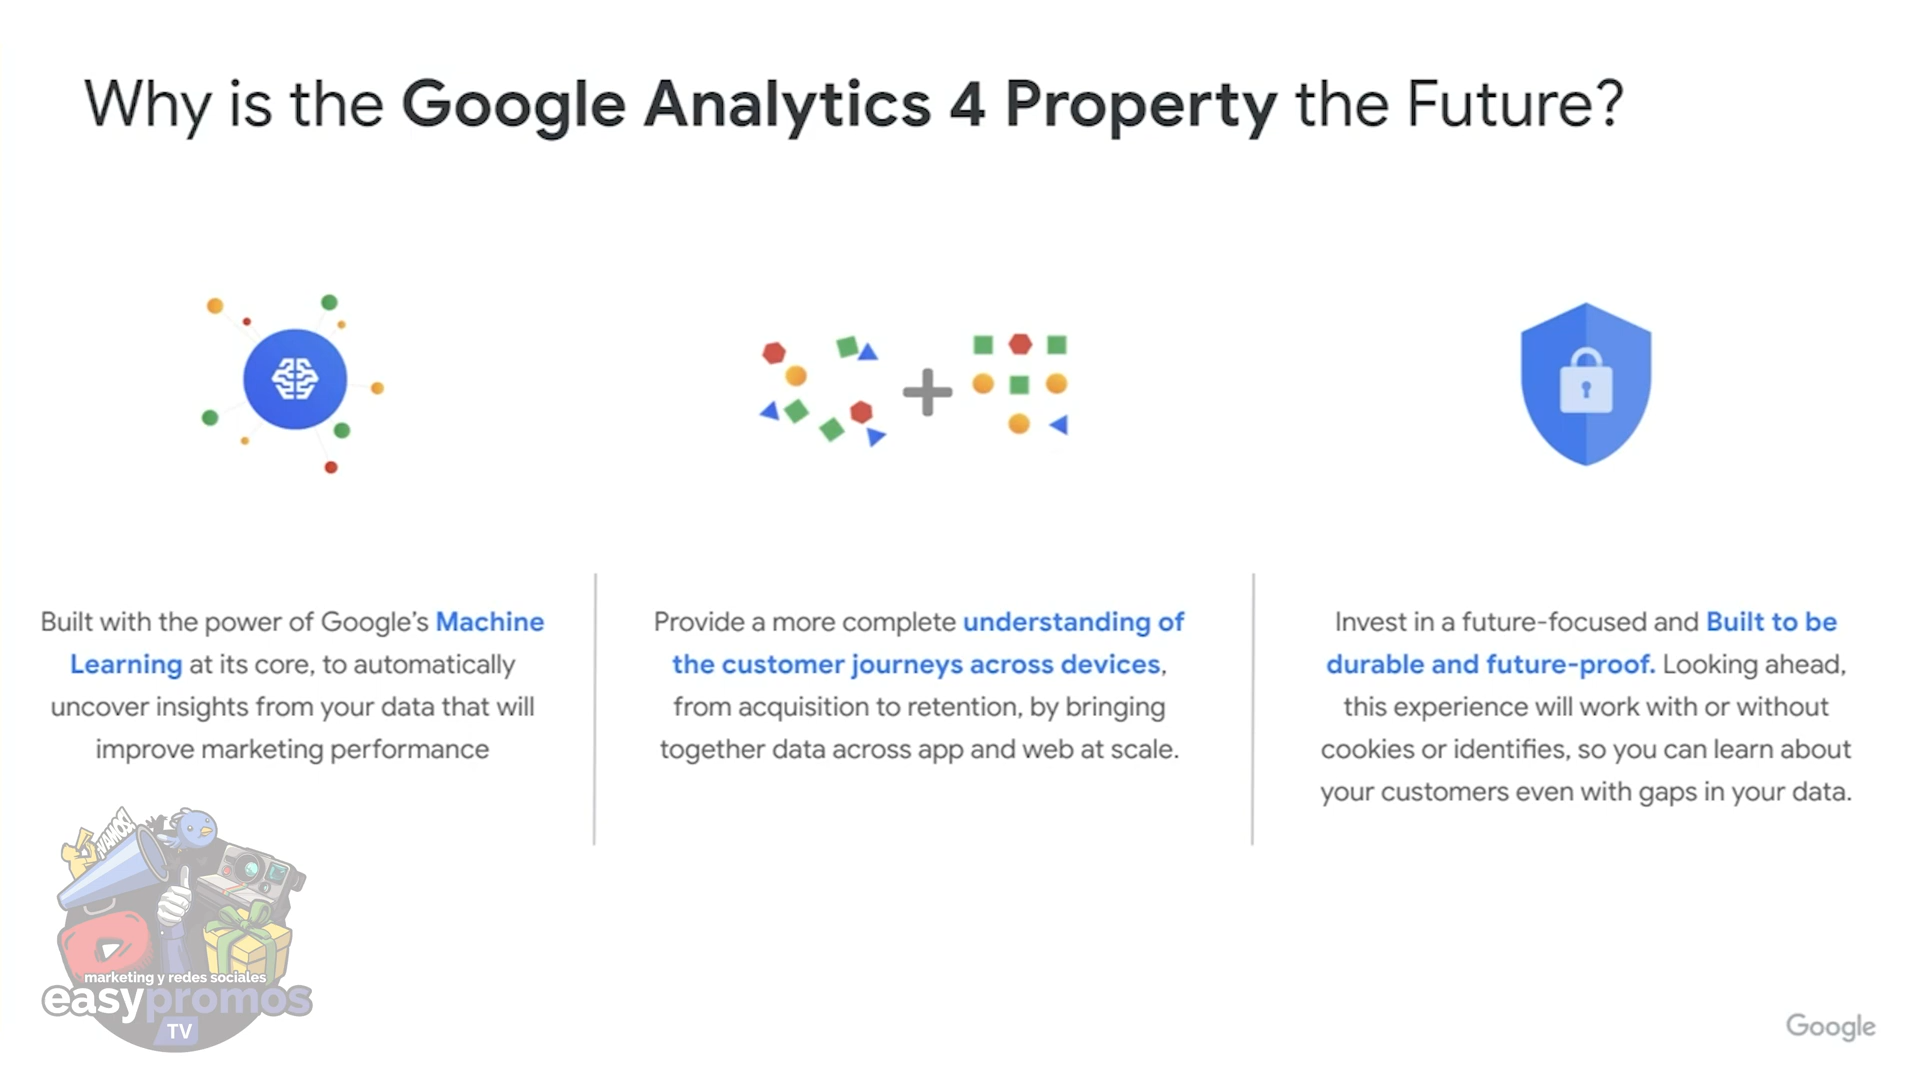 Why is the Google Analytics 4 Property the Future?
Built with the power of Google's Machine
Learning at its core, to automatically
uncover insights from your data that will
improve marketing performance
Provide a more complete understanding of
the customer journeys across devices,
from acquisition to retention, by bringing
together data across app and web at scale.
Invest in a future-focused and Built to be
durable and future-proof. Looking ahead,
this experience will work with or without
cookies or identifies, so you can learn about
your customers even with gaps in your data.
¡VAMOS!
marketing y redes sociales
easypromos
TV
Google